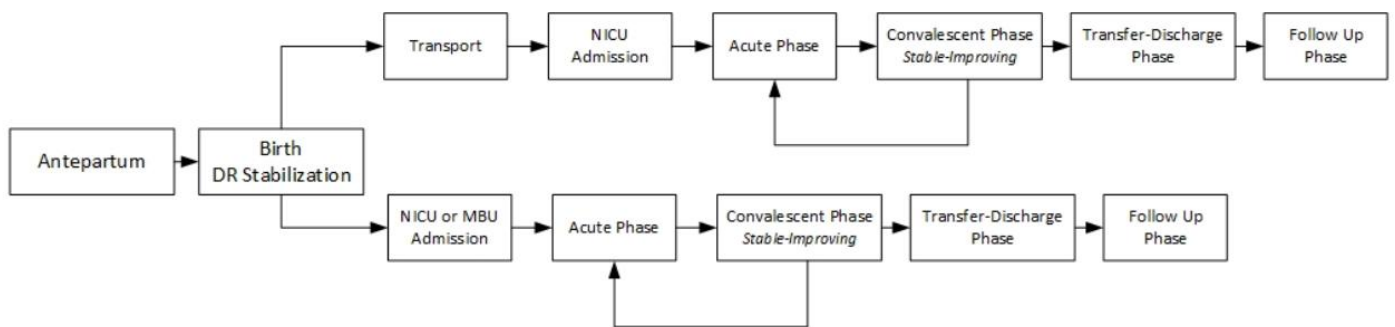 Transport
NICU
Admission
Acute Phase
Convalescent Phase
Stable-Improving
Transfer-Discharge
Phase
Follow Up
Phase
Antepartum
Birth
DR Stabilization
NICU or MBU
Admission
Acute Phase
Convalescent Phase
Stable-Improving
Transfer-Discharge
Phase
Follow Up
Phase